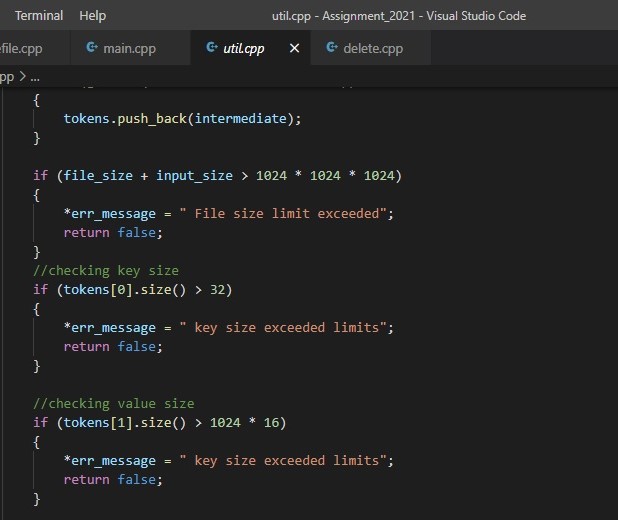 Terminal Help util.cpp - Assignment_2021 - Visual Studio Code
file.cpp main.cpp util.cpp × delete.cpp
pp > ...
{
tokens.push_back(intermediate);
}
if (file_size + input_size > 1024 * 1024 * 1024)
{
*err_message = " File size limit exceeded";
return false;
}
//checking key size
if (tokens[0].size() > 32)
{
*err_message = " key size exceeded limits";
return false;
}
//checking value size
if (tokens[1].size() > 1024 * 16)
{
*err_message = " key size exceeded limits";
return false;
}